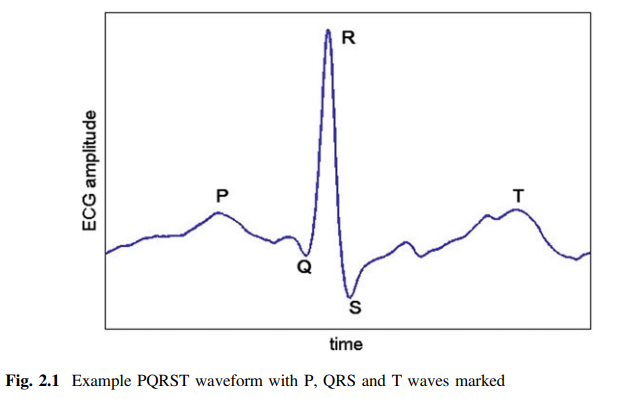 R
ECG amplitude
P
T
Q
S
time
Fig. 2.1 Example PQRST waveform with P, QRS and T waves marked